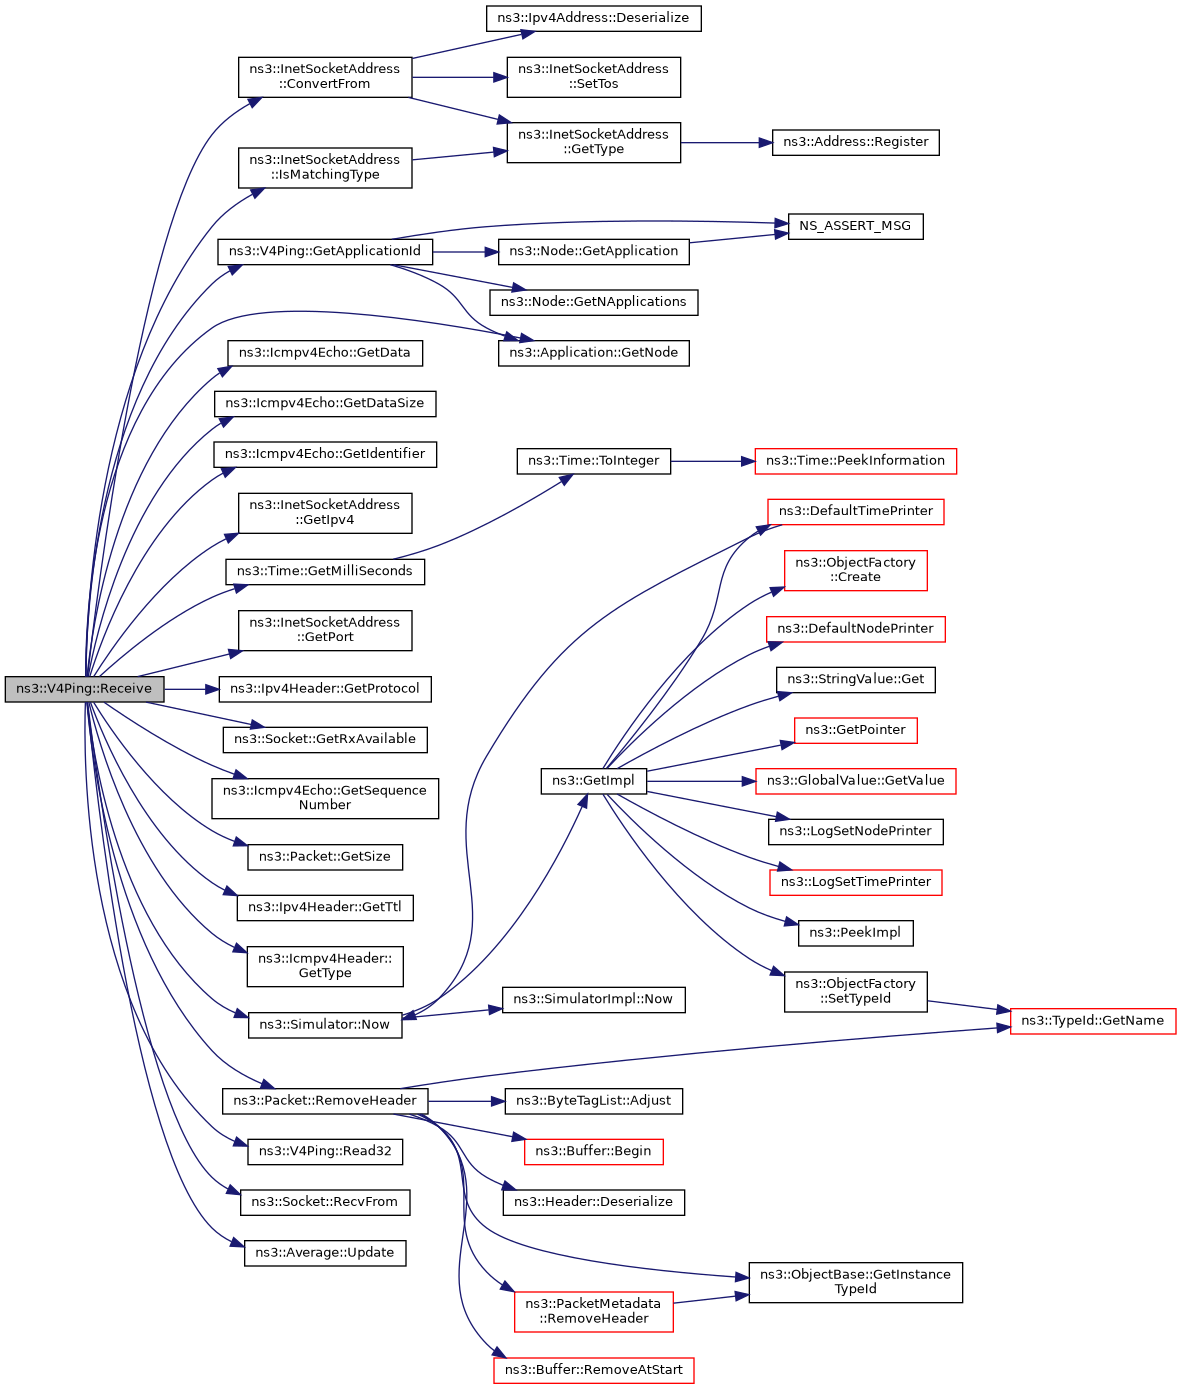 ns3::V4Ping::Receive
ns3::InetSocketAddress
::ConvertFrom
ns3::InetSocketAddress
::IsMatchingType
ns3::V4Ping::GetApplicationId
ns3::Icmpv4Echo::GetData
ns3::Icmpv4Echo::GetDataSize
ns3::Icmpv4Echo::GetIdentifier
ns3::InetSocketAddress
::GetIpv4
ns3::Time::GetMilliSeconds
ns3::InetSocketAddress
::GetPort
ns3::Ipv4Header::GetProtocol
ns3::Socket::GetRxAvailable
ns3::Icmpv4Echo::GetSequence
Number
ns3::Packet::GetSize
ns3::Ipv4Header::GetTtl
ns3::Icmpv4Header::
GetType
ns3::Simulator::Now
ns3::Packet::RemoveHeader
ns3::V4Ping::Read32
ns3::Socket::RecvFrom
ns3::Average::Update
ns3::Ipv4Address::Deserialize
ns3::InetSocketAddress
::SetTos
ns3::InetSocketAddress
::GetType
ns3::Node::GetApplication
ns3::Node::GetNApplications
ns3::Application::GetNode
ns3::Time::ToInteger
ns3::GetImpl
ns3::SimulatorImpl::Now
ns3::ByteTagList::Adjust
ns3::Buffer::Begin
ns3::Header::Deserialize
ns3::PacketMetadata
::RemoveHeader
ns3::Buffer::RemoveAtStart
ns3::Address::Register
NS_ASSERT_MSG
ns3::Time::PeekInformation
ns3::DefaultTimePrinter
ns3::ObjectFactory
::Create
ns3::DefaultNodePrinter
ns3::StringValue::Get
ns3::GetPointer
ns3::GlobalValue::GetValue
ns3::LogSetNodePrinter
ns3::LogSetTimePrinter
ns3::PeekImpl
ns3::ObjectFactory
::SetTypeId
ns3::ObjectBase::GetInstance
TypeId
ns3::TypeId::GetName